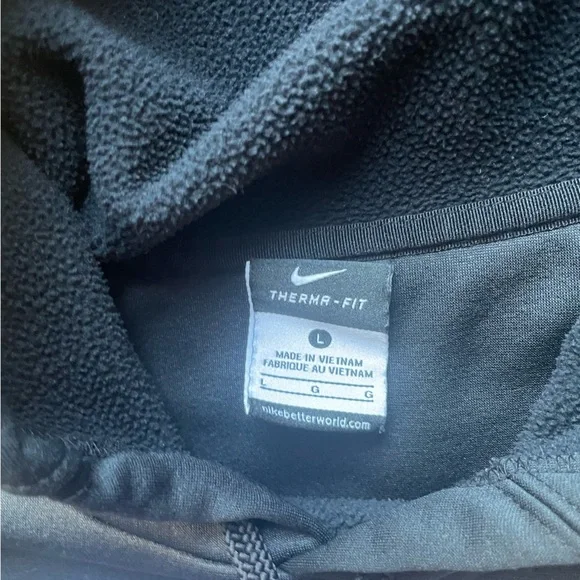 THERMA-FIT
L
MADE IN VIETNAM
FABRIQUE AU VIETNAM
L G G
nikebetterworld.com